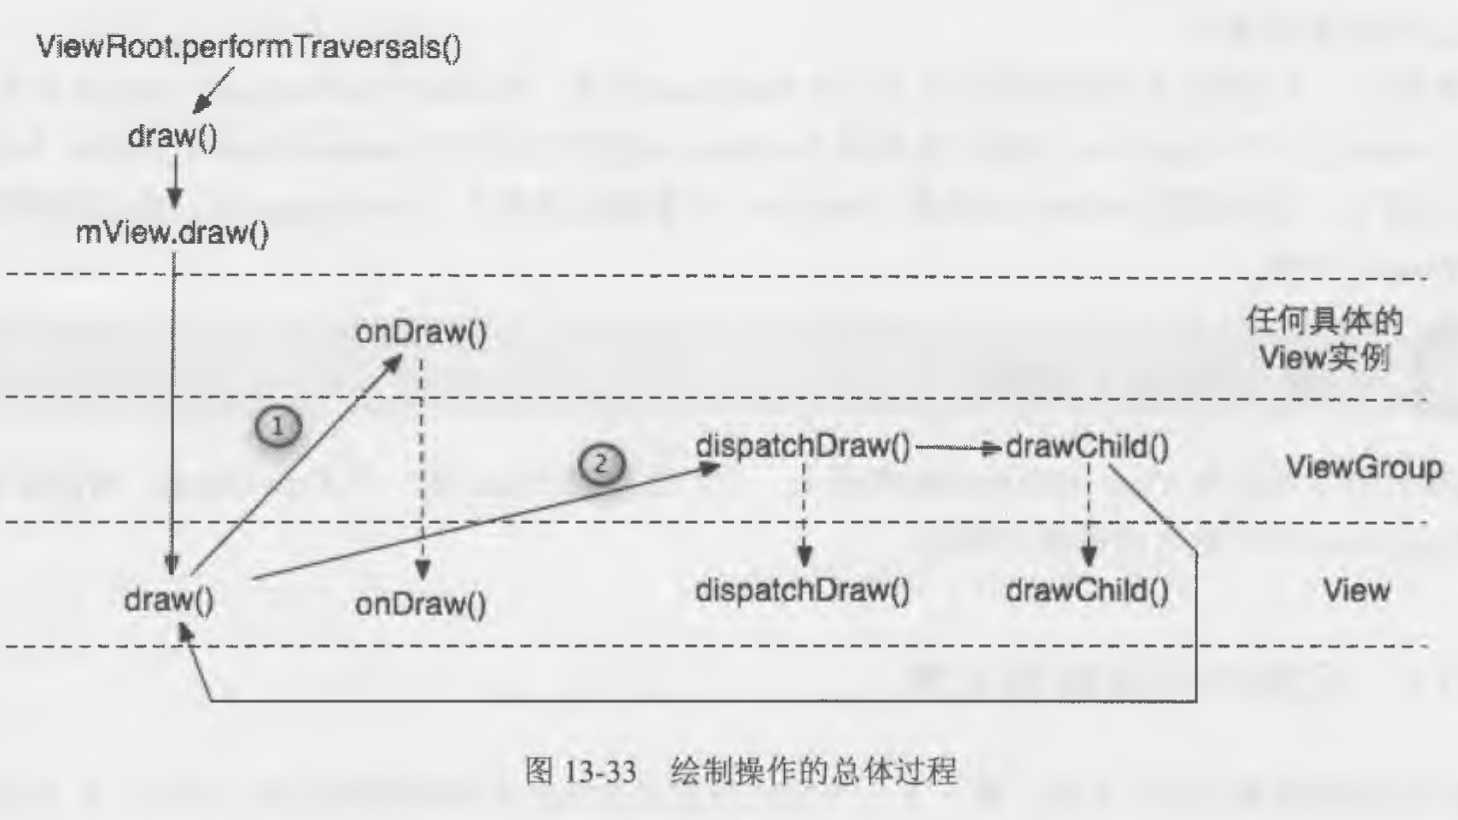 ViewRoot.performTraversals()
draw()
mView.draw()
onDraw()
任何具体的
View实例
1
2
dispatchDraw()
drawChild()
ViewGroup
draw()
onDraw()
dispatchDraw()
drawChild()
View
图 13-33 绘制操作的总体过程